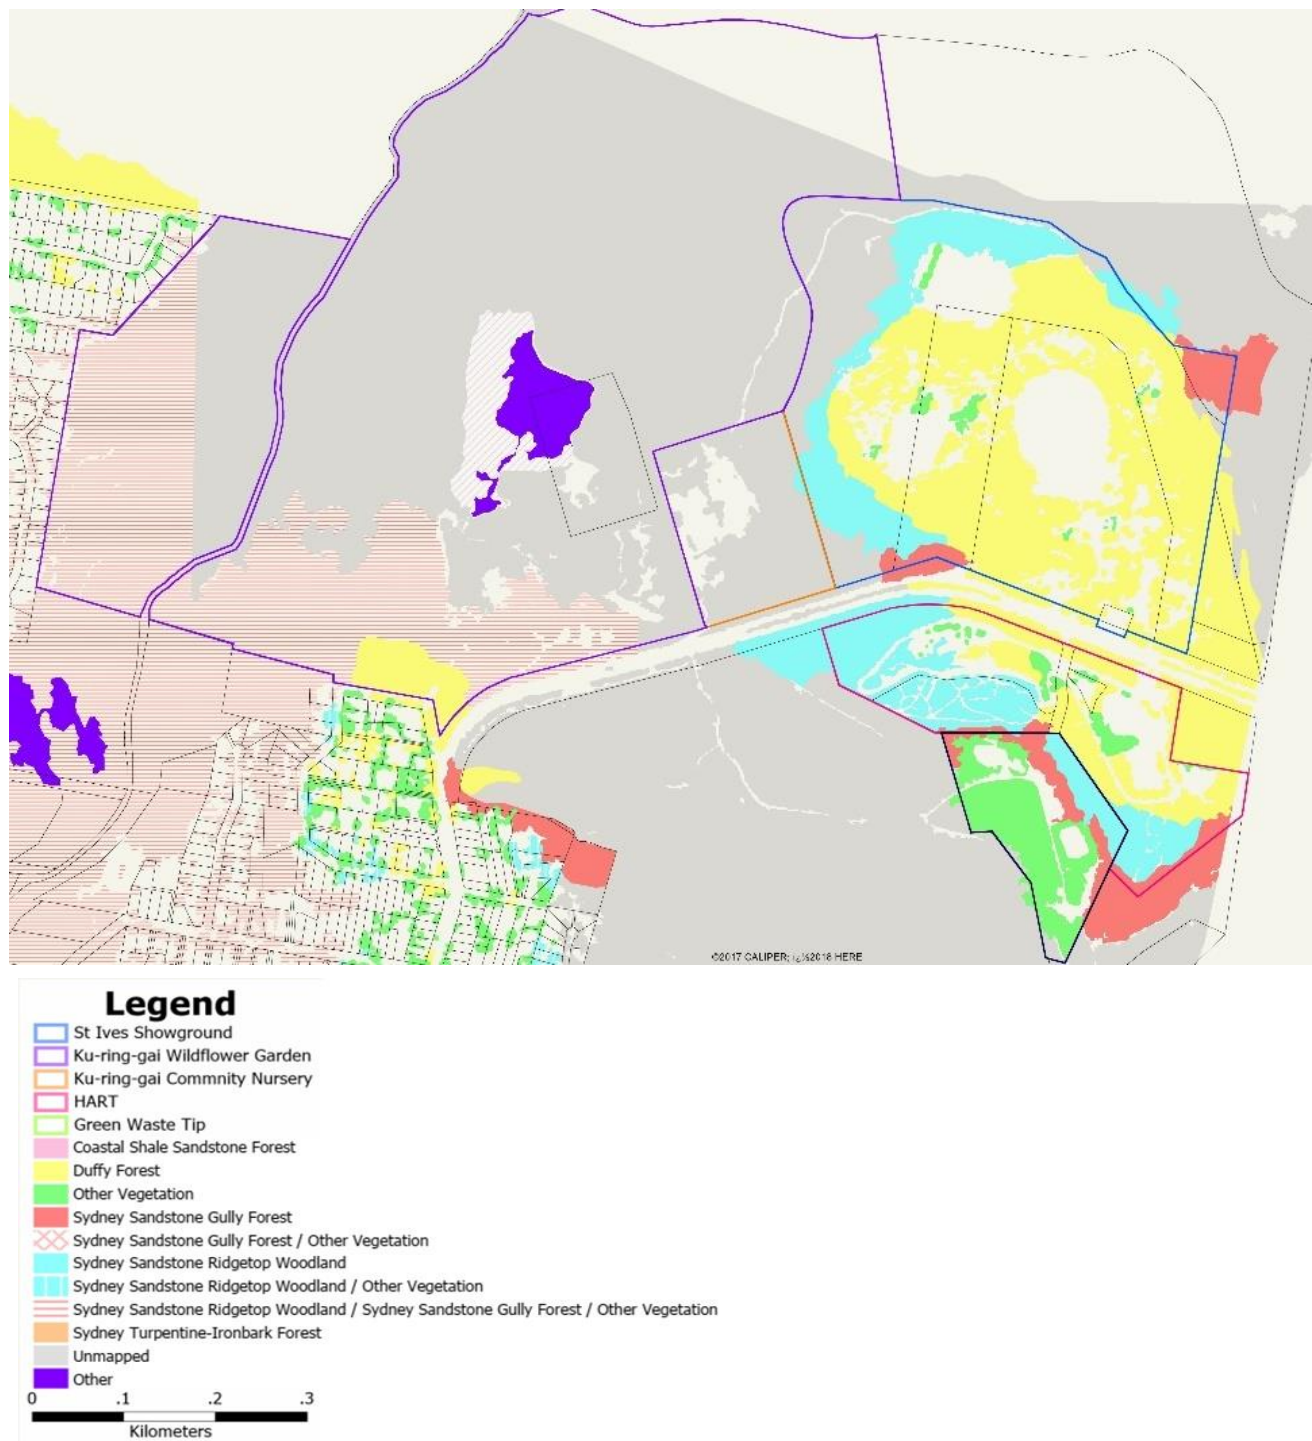 ©2017 CALIPER; ï¿½2018 HERE
Legend
St Ives Showground
Ku-ring-gai Wildflower Garden
Ku-ring-gai Commnity Nursery
HART
Green Waste Tip
Coastal Shale Sandstone Forest
Duffy Forest
Other Vegetation
Sydney Sandstone Gully Forest
Sydney Sandstone Gully Forest / Other Vegetation
Sydney Sandstone Ridgetop Woodland
Sydney Sandstone Ridgetop Woodland / Other Vegetation
Sydney Sandstone Ridgetop Woodland / Sydney Sandstone Gully Forest / Other Vegetation
Sydney Turpentine-Ironbark Forest
Unmapped
Other
0 .1 .2 .3
Kilometers